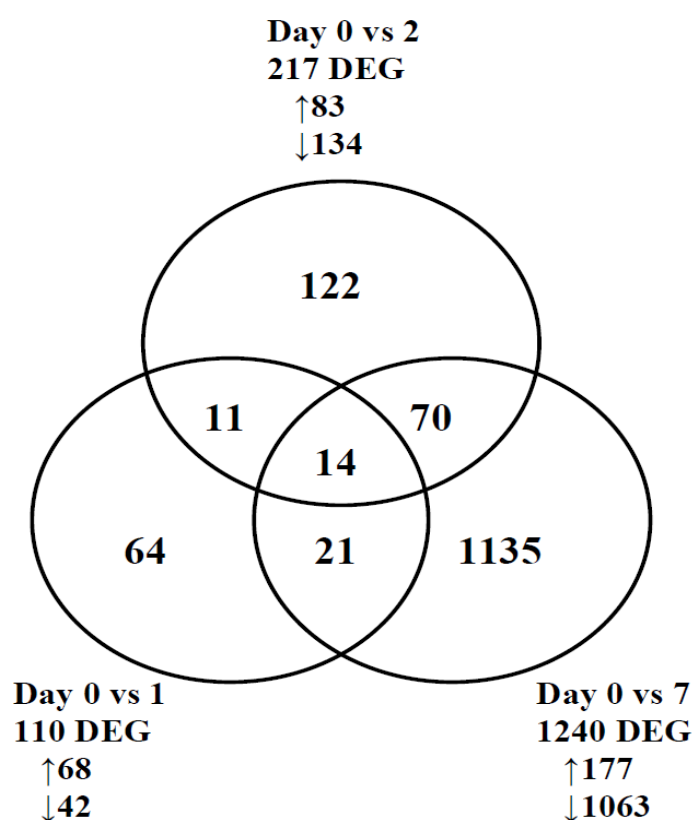 Day 0 vs 2
217 DEG
↑83
↓134
122
11
70
14
64
21
1135
Day 0 vs 1
110 DEG
↑68
↓42
Day 0 vs 7
1240 DEG
↑177
↓1063